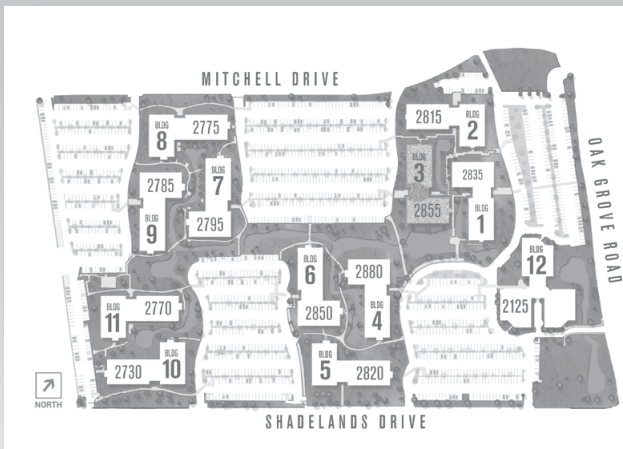 MITCHELL DRIVE
BLDG
8
2775
2815
BLDG
2
BLDG
3
2855
2835
BLDG
1
2785
BLDG
9
BLDG
7
2795
OAK GROVE ROAD
BLDG
12
2125
BLDG
6
2850
2880
BLDG
4
BLDG
11
2770
2730
BLDG
10
BLDG
5
2820
NORTH
SHADELANDS DRIVE